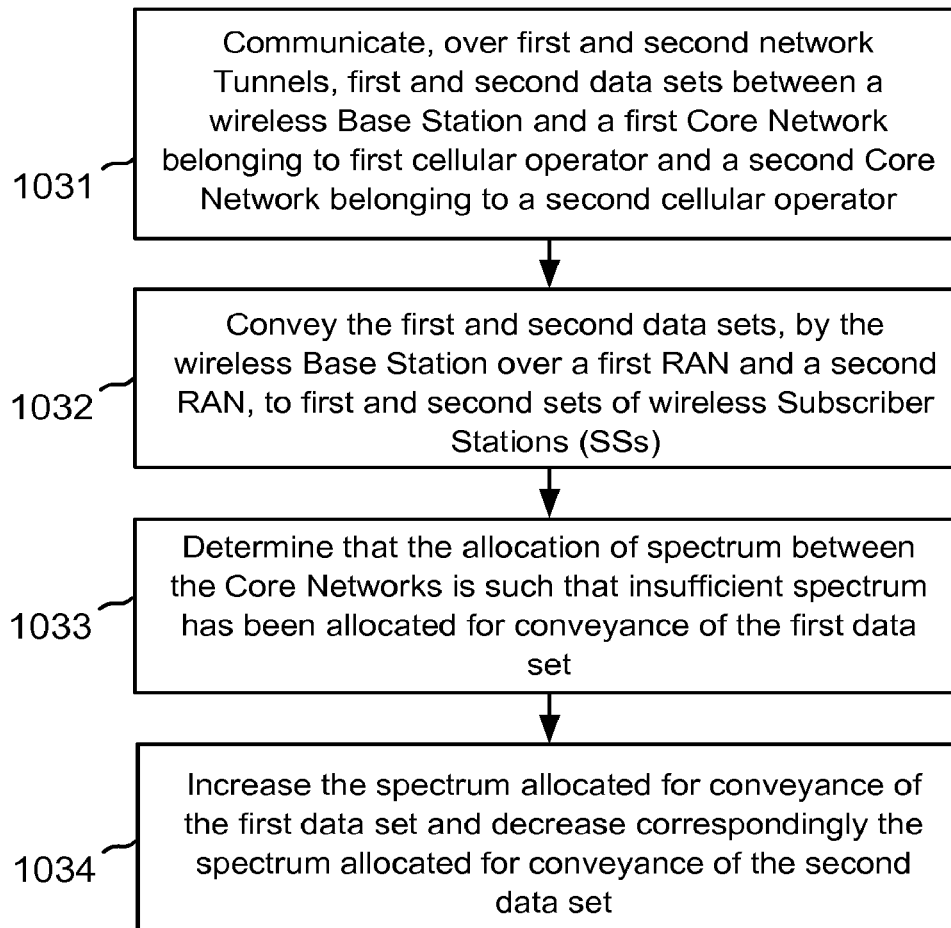 Communicate, over first and second network
Tunnels, first and second data sets between a
wireless Base Station and a first Core Network
belonging to first cellular operator and a second Core
Network belonging to a second cellular operator
1031
Convey the first and second data sets, by the
wireless Base Station over a first RAN and a second
RAN, to first and second sets of wireless Subscriber
Stations (SSs)
1032
Determine that the allocation of spectrum between
the Core Networks is such that insufficient spectrum
has been allocated for conveyance of the first data
set
1033
Increase the spectrum allocated for conveyance of
the first data set and decrease correspondingly the
spectrum allocated for conveyance of the second
data set
1034